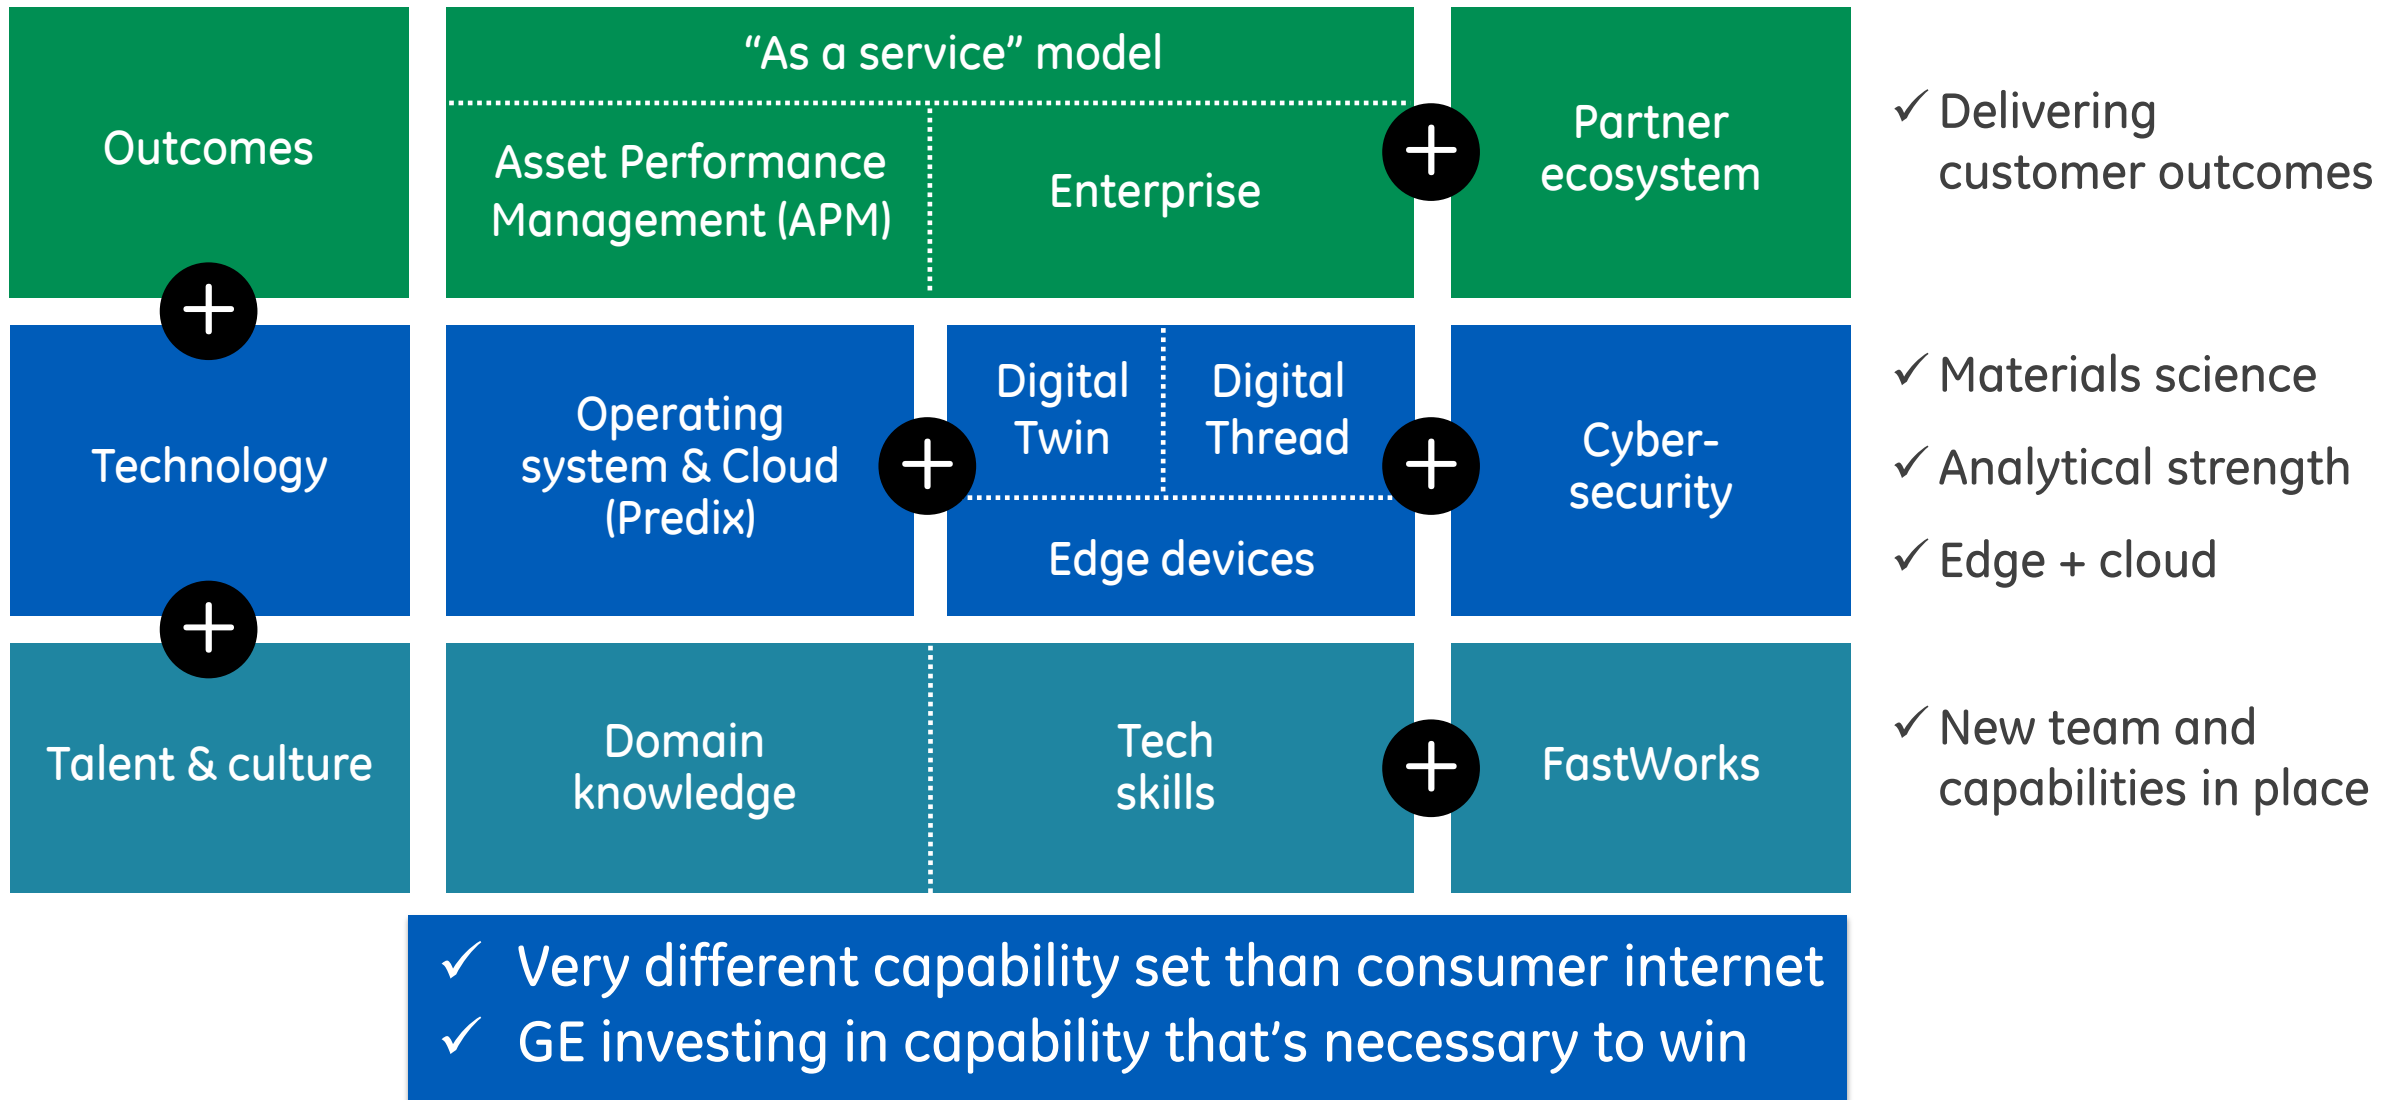 Outcomes
“As a service” model
Asset Performance
Management (APM)
Enterprise
+
Partner
ecosystem
✓ Delivering
customer outcomes
+
Technology
Operating
system & Cloud
(Predix)
+
Digital
Twin
Digital
Thread
Edge devices
+
Cyber-
security
✓ Materials science
✓ Analytical strength
✓ Edge + cloud
+
Talent & culture
Domain
knowledge
Tech
skills
+
FastWorks
✓ New team and
capabilities in place
✓ Very different capability set than consumer internet
✓ GE investing in capability that’s necessary to win